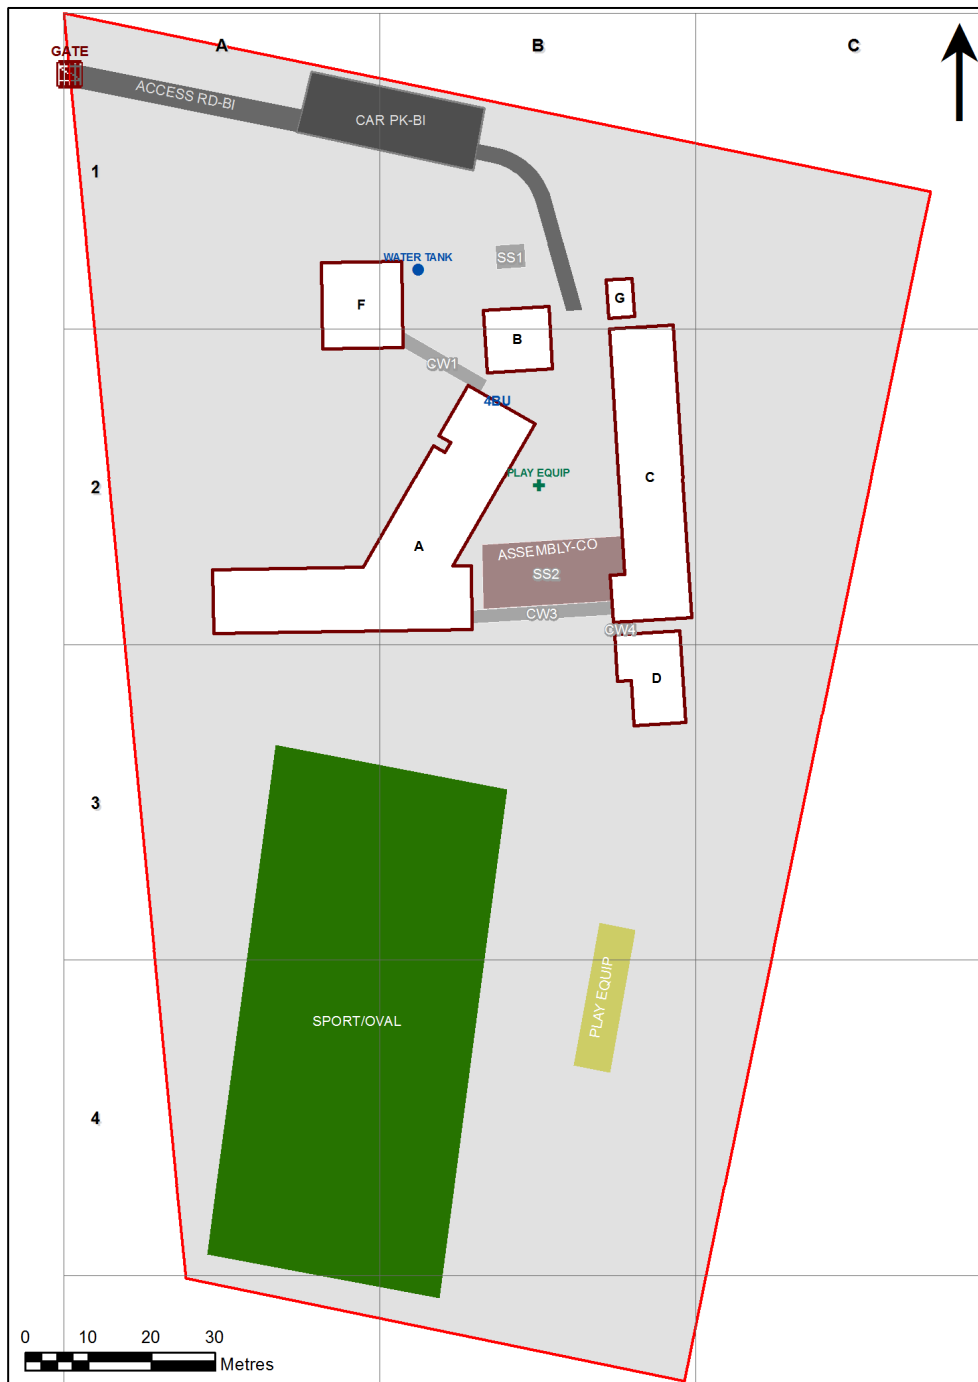 A
B
C
GATE
ACCESS RD-BI
CAR PK-BI
1
WATER TANK
SS1
F
G
B
CW1
4BU
PLAY EQUIP
2
C
A
ASSEMBLY-CO
SS2
CW3
CW4
D
3
PLAY EQUIP
SPORT/OVAL
4
0 10 20 30
Metres